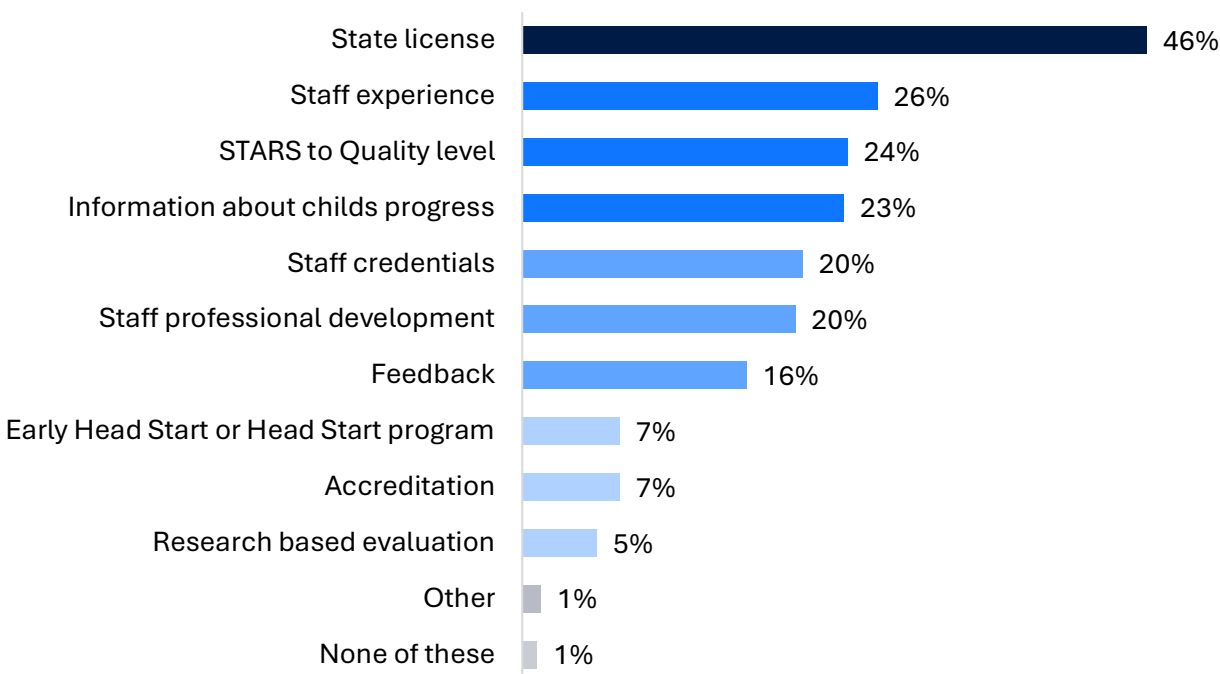 State license 46%
Staff experience 26%
STARS to Quality level 24%
Information about childs progress 23%
Staff credentials 20%
Staff professional development 20%
Feedback 16%
Early Head Start or Head Start program 7%
Accreditation 7%
Research based evaluation 5%
Other 1%
None of these 1%